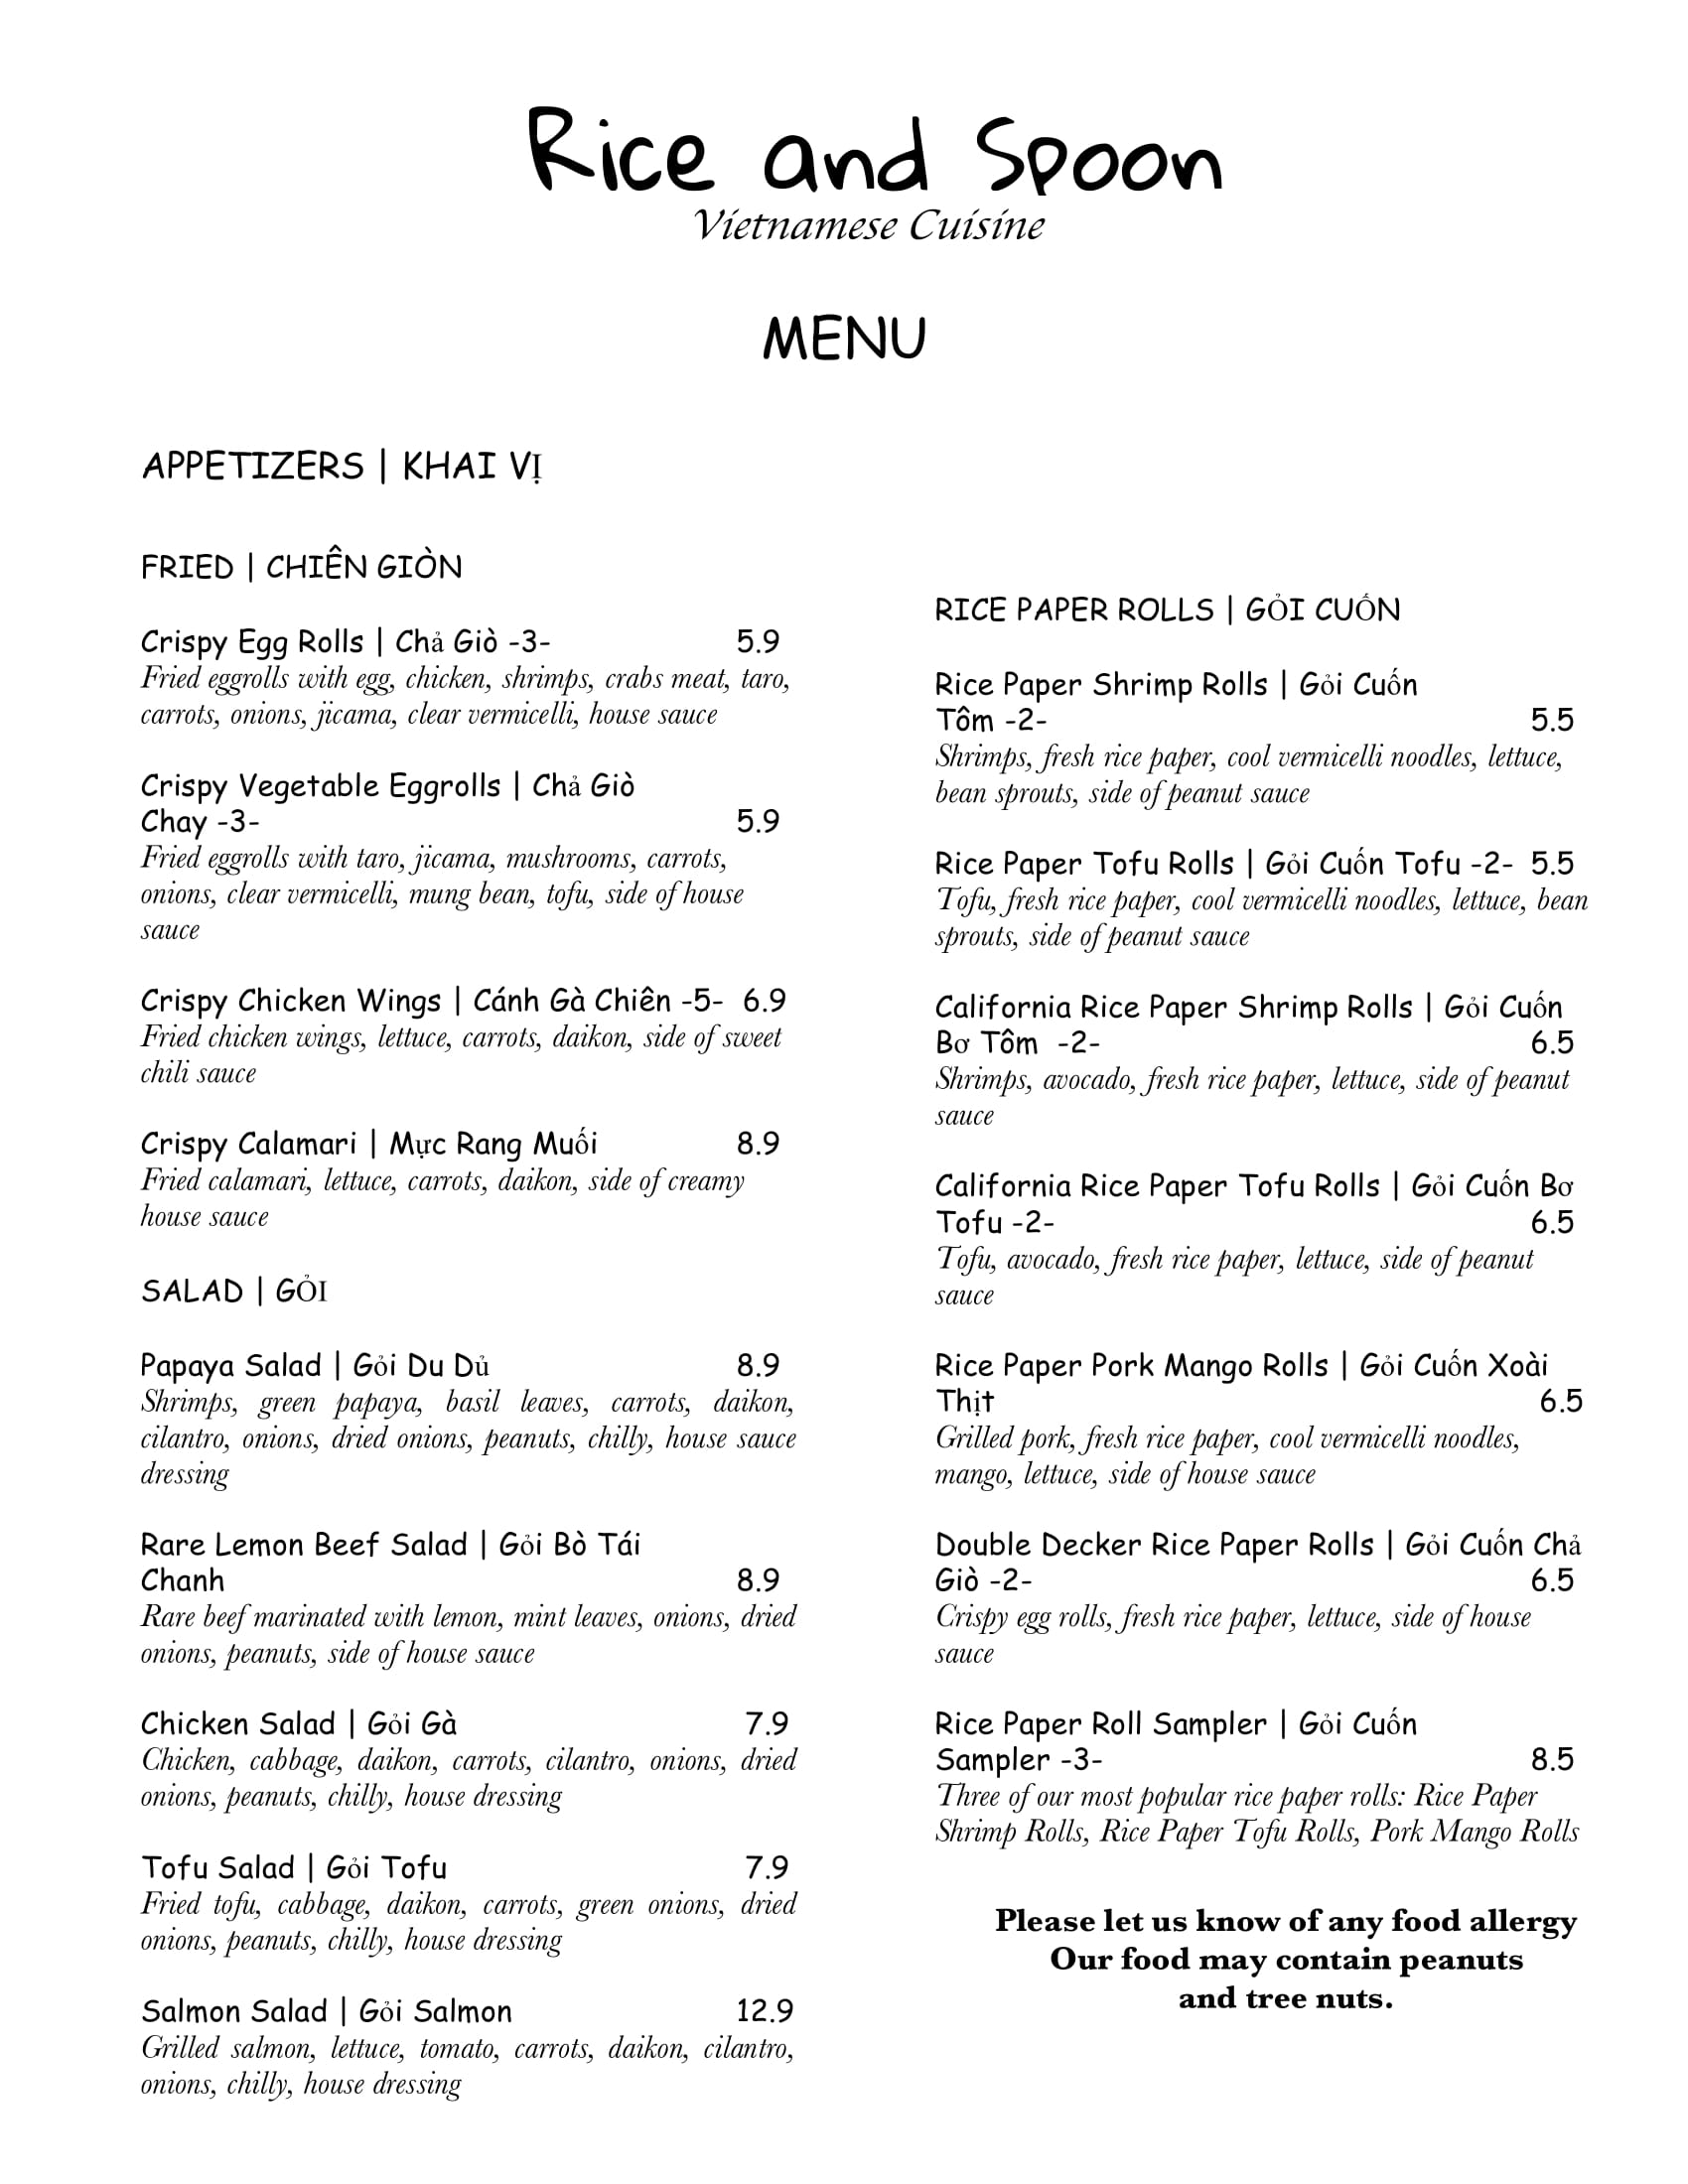 Rice and Spoon
Vietnamese Cuisine
MENU
APPETIZERS | KHAI VỊ
FRIED | CHIÊN GIÒN
Crispy Egg Rolls | Chả Giò -3- 5.9
Fried eggrolls with egg, chicken, shrimps, crabs meat, taro,
carrots, onions, jicama, clear vermicelli, house sauce
Crispy Vegetable Eggrolls | Chả Giò
Chay -3- 5.9
Fried eggrolls with taro, jicama, mushrooms, carrots,
onions, clear vermicelli, mung bean, tofu, side of house
sauce
Crispy Chicken Wings | Cánh Gà Chiên -5- 6.9
Fried chicken wings, lettuce, carrots, daikon, side of sweet
chili sauce
Crispy Calamari | Mực Rang Muối 8.9
Fried calamari, lettuce, carrots, daikon, side of creamy
house sauce
SALAD | GỎI
Papaya Salad | Gỏi Du Dủ 8.9
Shrimps, green papaya, basil leaves, carrots, daikon,
cilantro, onions, dried onions, peanuts, chilly, house sauce
dressing
Rare Lemon Beef Salad | Gỏi Bò Tái
Chanh 8.9
Rare beef marinated with lemon, mint leaves, onions, dried
onions, peanuts, side of house sauce
Chicken Salad | Gỏi Gà 7.9
Chicken, cabbage, daikon, carrots, cilantro, onions, dried
onions, peanuts, chilly, house dressing
Tofu Salad | Gỏi Tofu 7.9
Fried tofu, cabbage, daikon, carrots, green onions, dried
onions, peanuts, chilly, house dressing
Salmon Salad | Gỏi Salmon 12.9
Grilled salmon, lettuce, tomato, carrots, daikon, cilantro,
onions, chilly, house dressing
RICE PAPER ROLLS | GỎI CUỐN
Rice Paper Shrimp Rolls | Gỏi Cuốn
Tôm -2- 5.5
Shrimps, fresh rice paper, cool vermicelli noodles, lettuce,
bean sprouts, side of peanut sauce
Rice Paper Tofu Rolls | Gỏi Cuốn Tofu -2- 5.5
Tofu, fresh rice paper, cool vermicelli noodles, lettuce, bean
sprouts, side of peanut sauce
California Rice Paper Shrimp Rolls | Gỏi Cuốn
Bơ Tôm -2- 6.5
Shrimps, avocado, fresh rice paper, lettuce, side of peanut
sauce
California Rice Paper Tofu Rolls | Gỏi Cuốn Bơ
Tofu -2- 6.5
Tofu, avocado, fresh rice paper, lettuce, side of peanut
sauce
Rice Paper Pork Mango Rolls | Gỏi Cuốn Xoài
Thịt 6.5
Grilled pork, fresh rice paper, cool vermicelli noodles,
mango, lettuce, side of house sauce
Double Decker Rice Paper Rolls | Gỏi Cuốn Chả
Giò -2- 6.5
Crispy egg rolls, fresh rice paper, lettuce, side of house
sauce
Rice Paper Roll Sampler | Gỏi Cuốn
Sampler -3- 8.5
Three of our most popular rice paper rolls: Rice Paper
Shrimp Rolls, Rice Paper Tofu Rolls, Pork Mango Rolls
Please let us know of any food allergy
Our food may contain peanuts
and tree nuts.